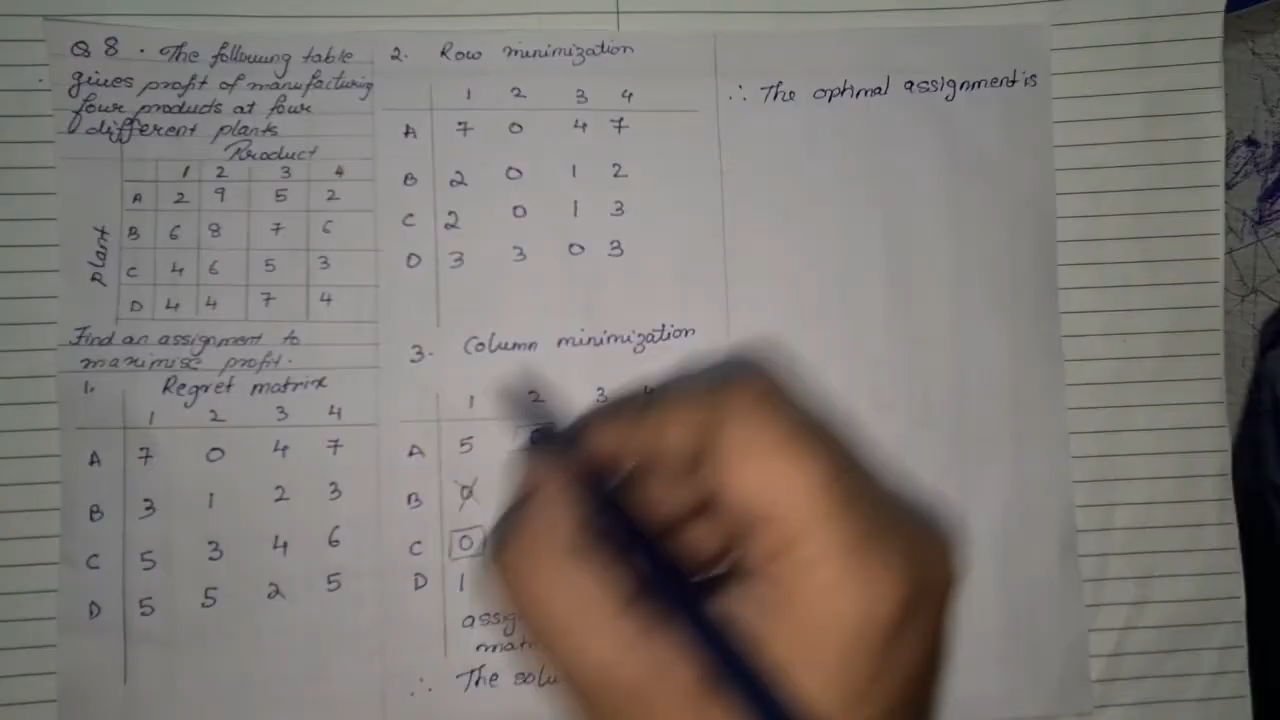 Q 8. The following table
gives profit of manufacturing
four products at four
different plants
Product
1 2 3 4
A 2 9 5 2
B 6 8 7 6
C 4 6 5 3
D 4 4 7 4
Plant
Find an assignment to
maximise profit.
1. Regret matrix
1 2 3 4
A 7 0 4 7
B 3 1 2 3
C 5 3 4 6
D 5 5 2 5
2. Row minimization
1 2 3 4
A 7 0 4 7
B 2 0 1 2
C 2 0 1 3
D 3 3 0 3
3. Column minimization
1 2 3
A 5
B 0
C 0
D 1
∴ The
∴ The optimal assignment is